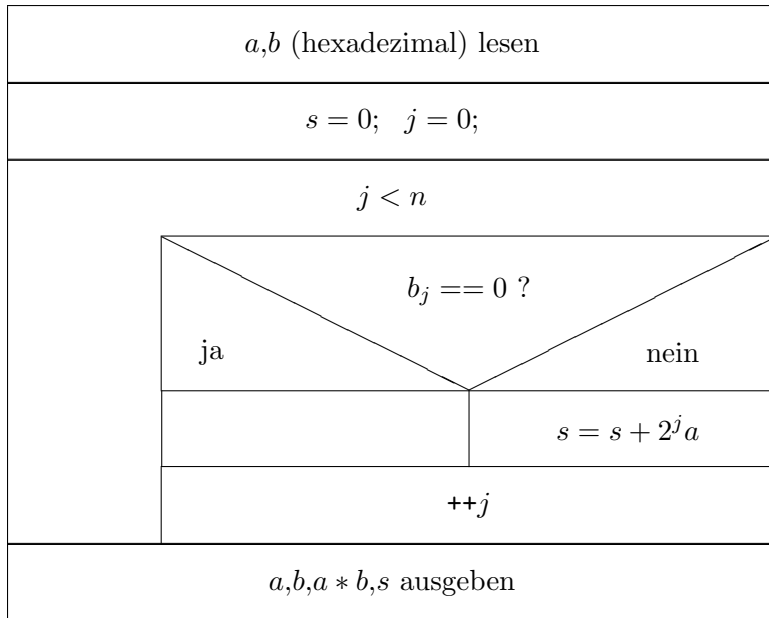 a,b (hexadezimal) lesen
s = 0; j = 0;
j < n
b_j == 0 ?
ja
nein
s = s + 2^j a
++j
a,b,a ∗ b,s ausgeben